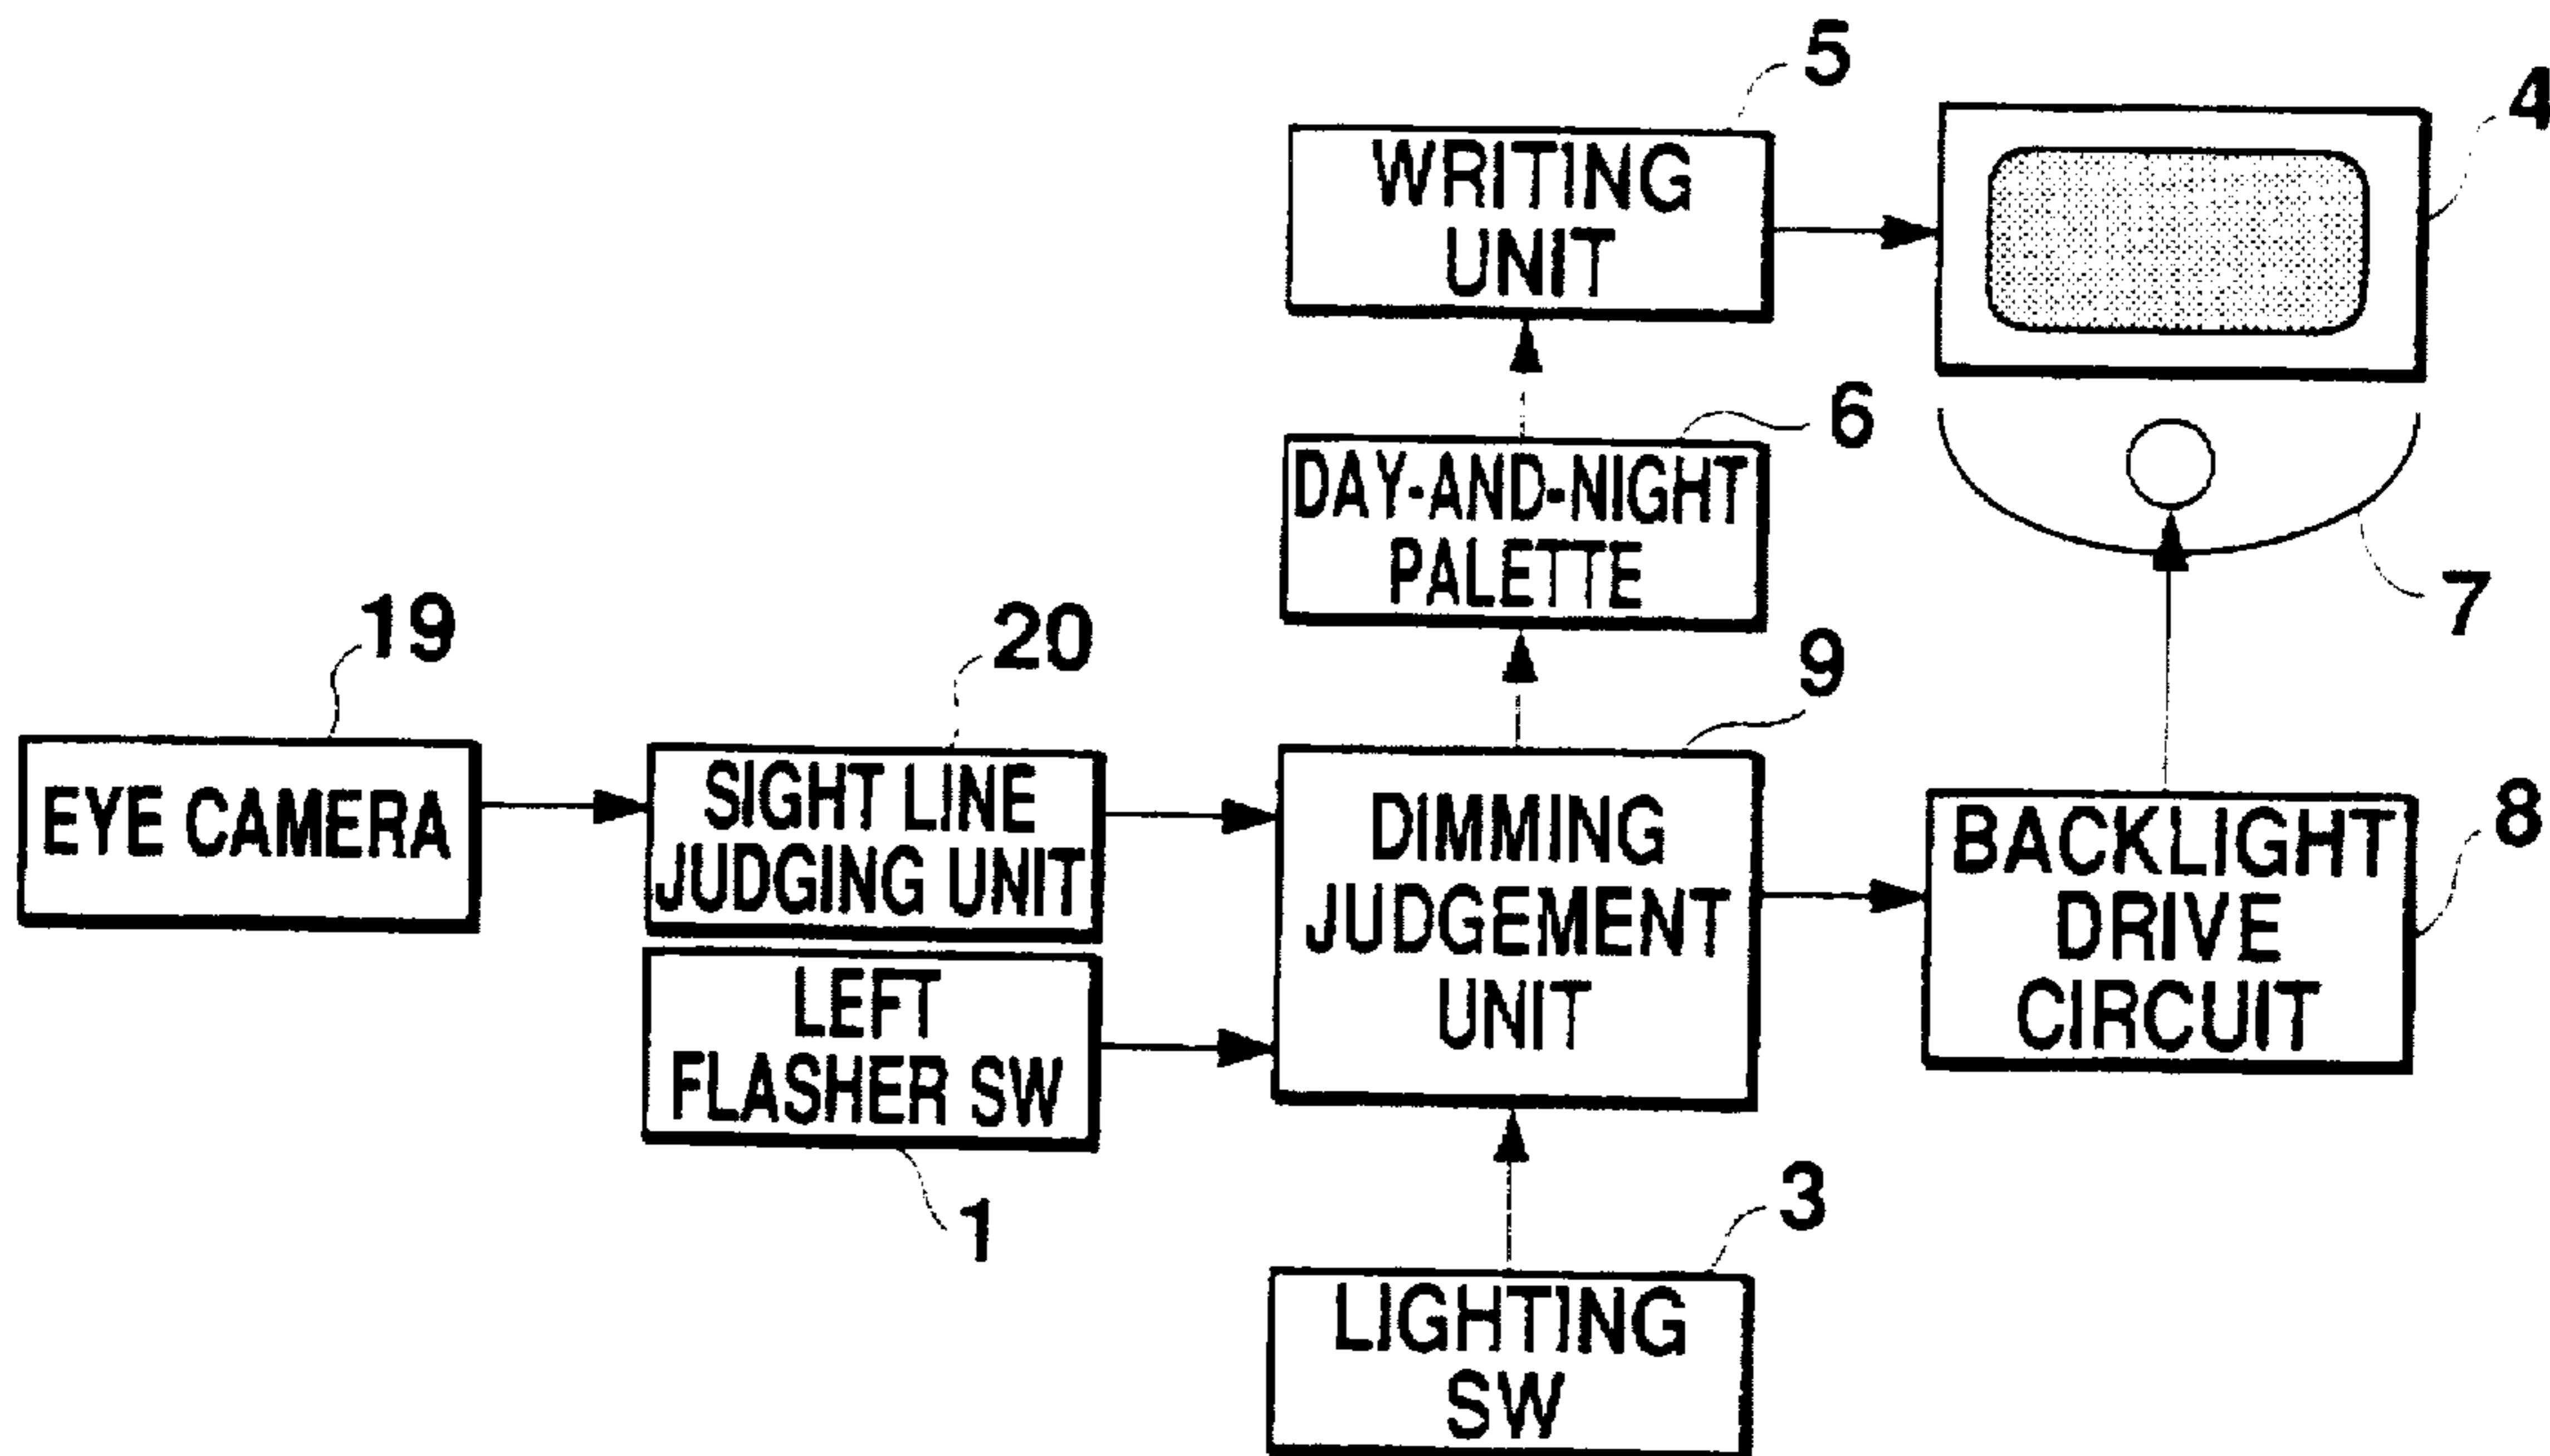 5
4
WRITING
UNIT
6
DAY-AND-NIGHT
PALETTE
7
19
20
9
EYE CAMERA
SIGHT LINE
JUDGING UNIT
DIMMING
JUDGEMENT
UNIT
BACKLIGHT
DRIVE
CIRCUIT
8
LEFT
FLASHER SW
1
3
LIGHTING
SW